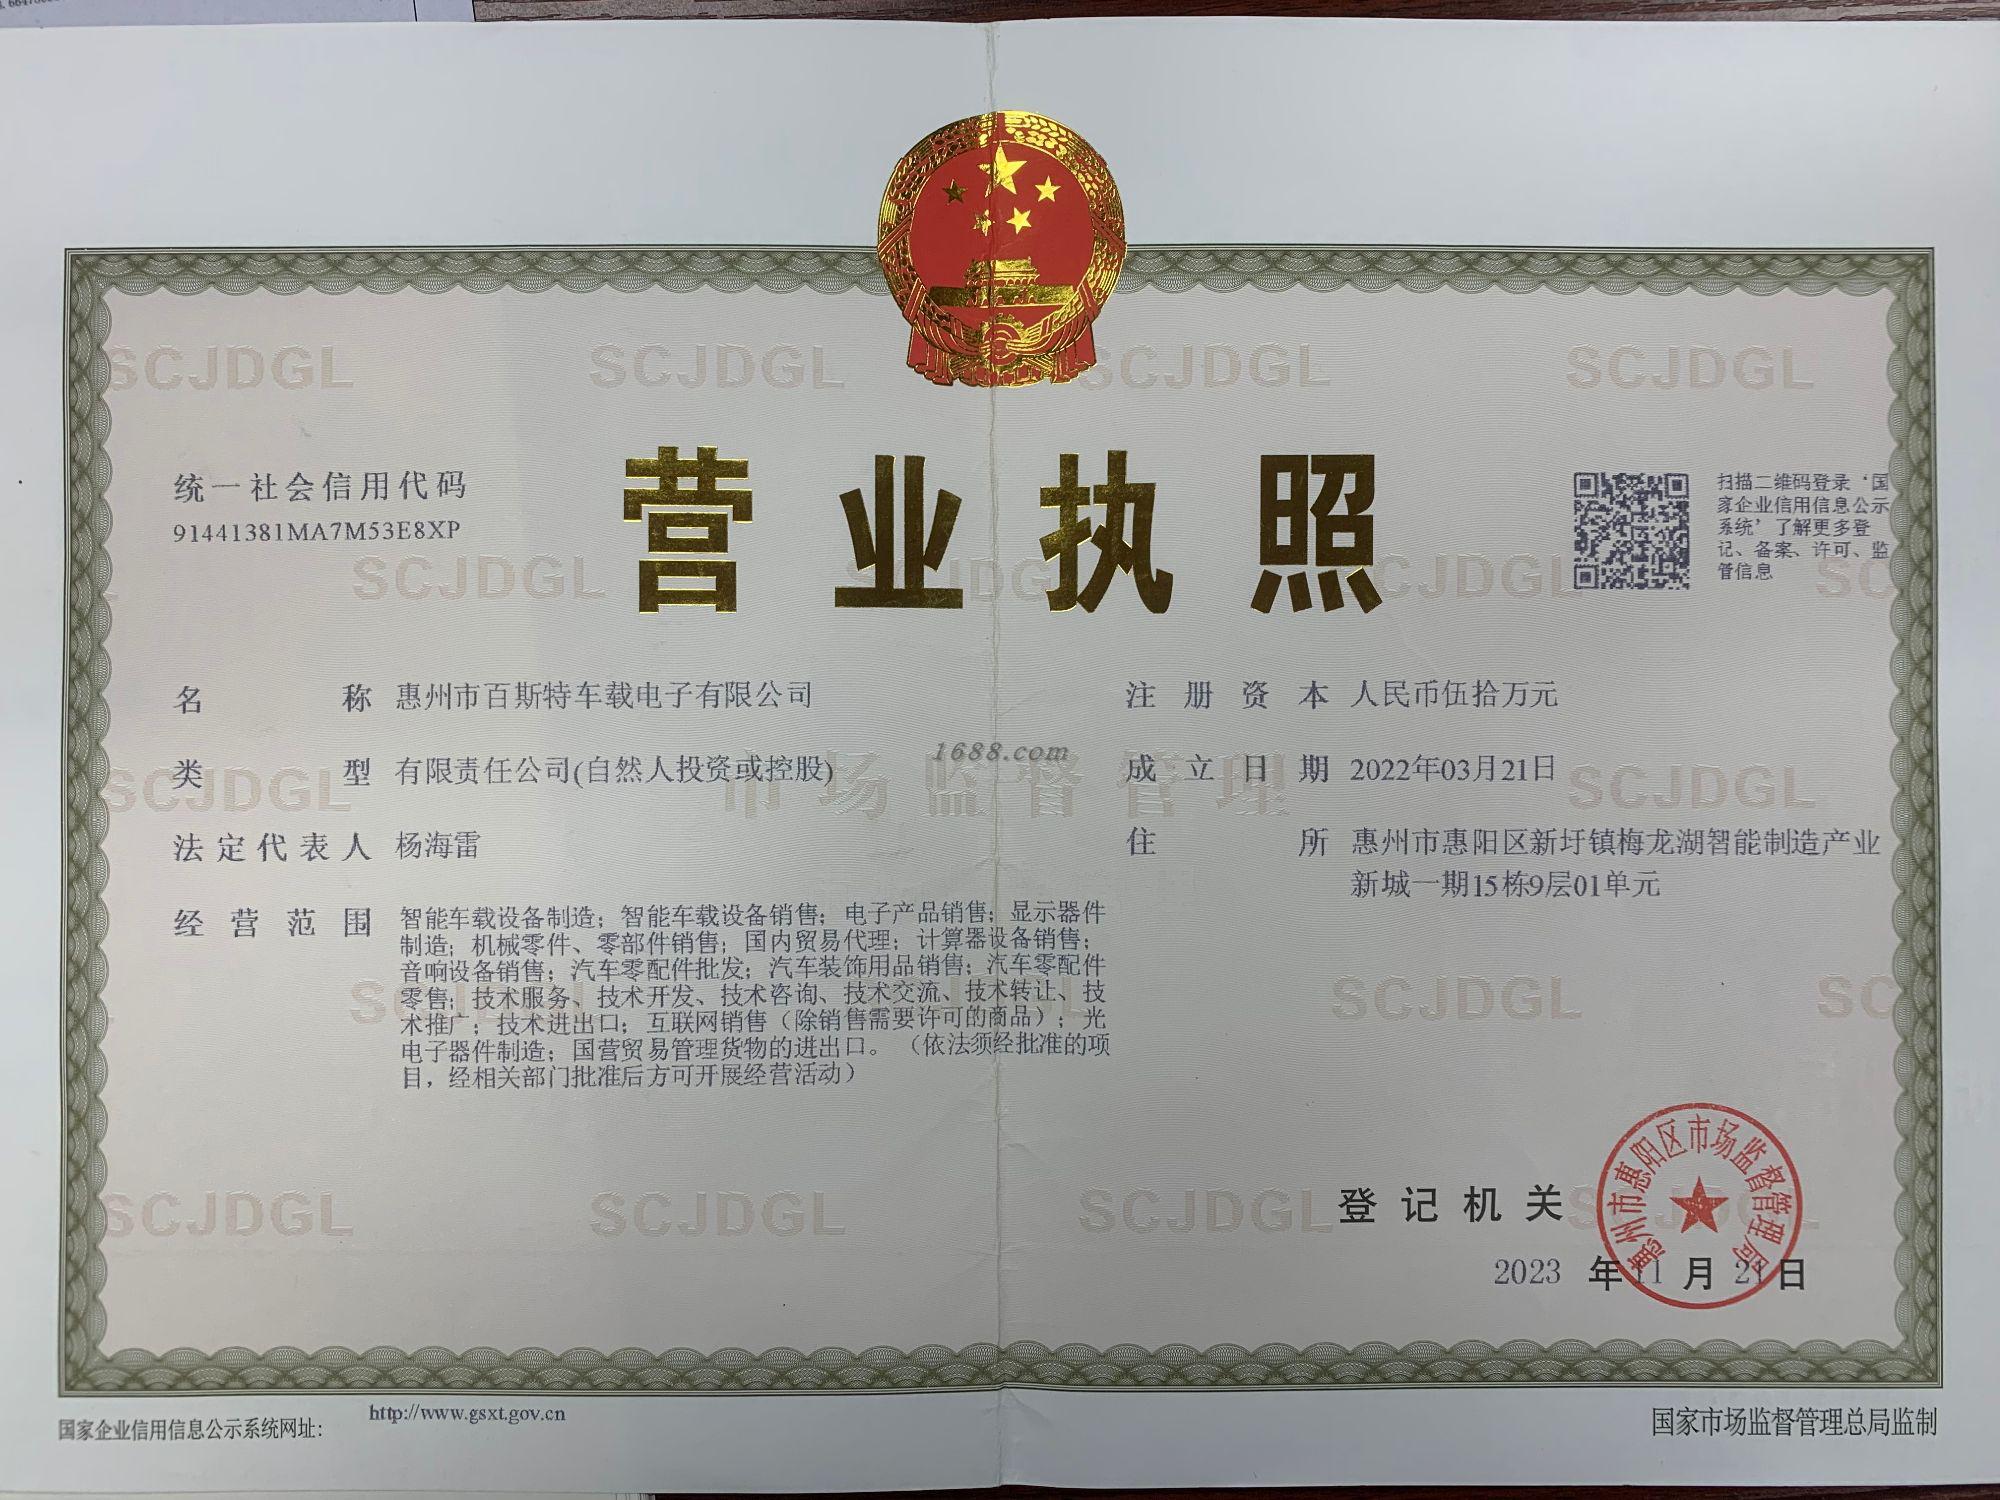 营业执照
统一社会信用代码
91441381MA7M53E8XP
扫描二维码登录‘国
家企业信用信息公示
系统’了解更多登
记、备案、许可、监
管信息
名 称 惠州市百斯特车载电子有限公司
类 型 有限责任公司(自然人投资或控股)
法定代表人 杨海雷
经营范围 智能车载设备制造；智能车载设备销售；电子产品销售；显示器件
制造；机械零件、零部件销售；国内贸易代理；计算器设备销售；
音响设备销售；汽车零配件批发；汽车装饰用品销售；汽车零配件
零售；技术服务、技术开发、技术咨询、技术交流、技术转让、技
术推广；技术进出口；互联网销售（除销售需要许可的商品）；光
电子器件制造；国营贸易管理货物的进出口。（依法须经批准的项
目，经相关部门批准后方可开展经营活动）
注册资本 人民币伍拾万元
成立日期 2022年03月21日
住 所 惠州市惠阳区新圩镇梅龙湖智能制造产业
新城一期15栋9层01单元
1688.com
市场监督管理
SCJDGL
登记机关
惠州市惠阳区市场监督管理局
2023 年 11 月 21 日
国家企业信用信息公示系统网址：
http://www.gsxt.gov.cn
国家市场监督管理总局监制